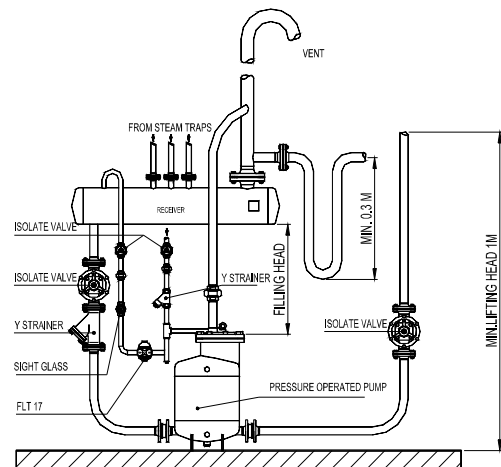 VENT
FROM STEAM TRAPS
RECEIVER
ISOLATE VALVE
ISOLATE VALVE
Y STRAINER
Y STRAINER
SIGHT GLASS
FLT 17
FILLING HEAD
MIN. 0.3 M
ISOLATE VALVE
PRESSURE OPERATED PUMP
MIN.LIFTING HEAD 1M